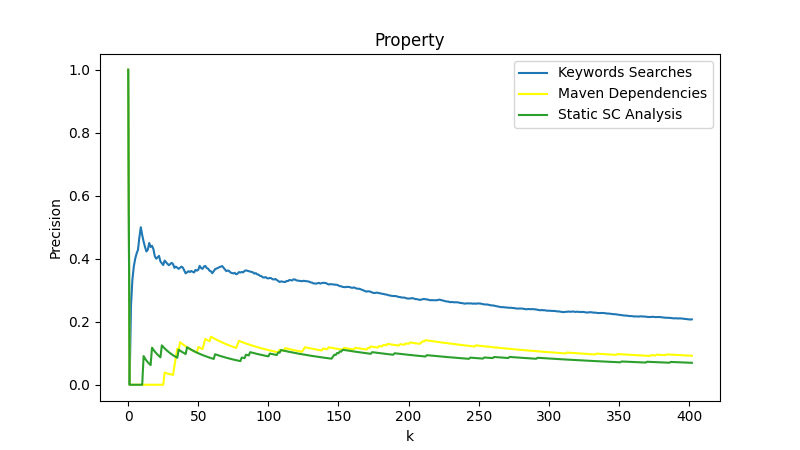 Property
Keywords Searches
Maven Dependencies
Static SC Analysis
Precision
1.0
0.8
0.6
0.4
0.2
0.0
0 50 100 150 200 250 300 350 400
k